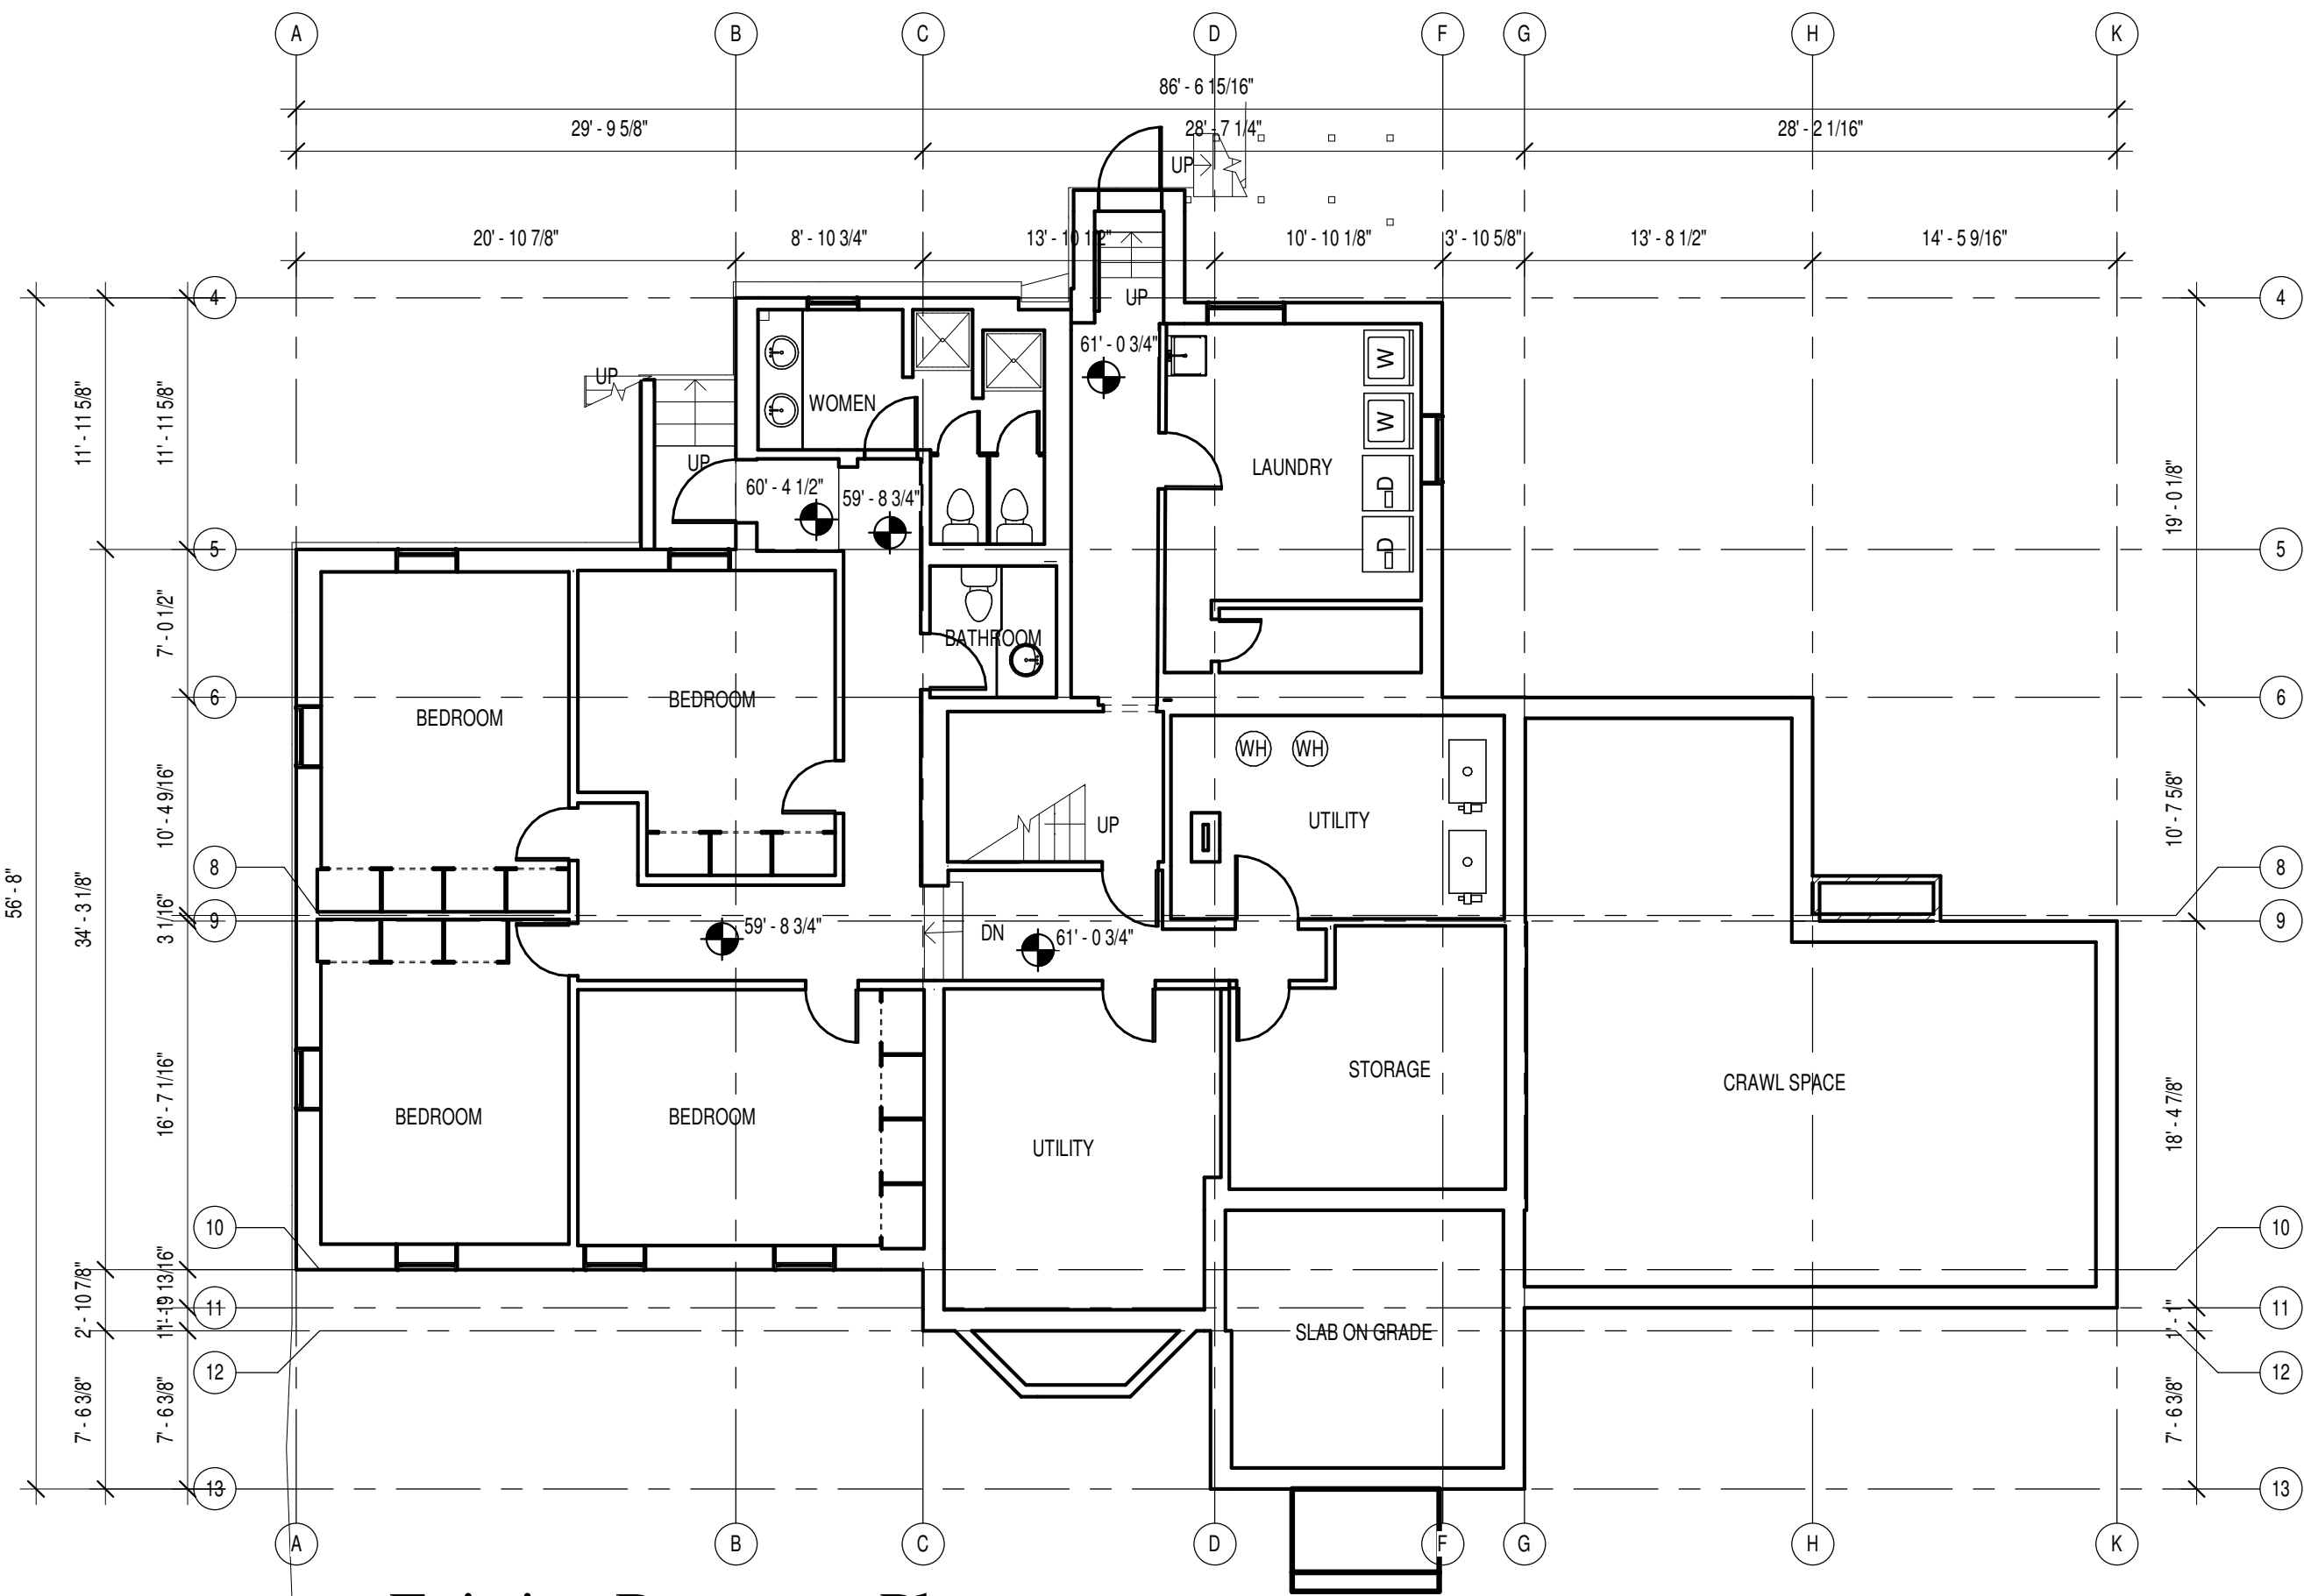 A B C D F G H K
86' - 6 15/16"
29' - 9 5/8" 28' - 7 1/4" 28' - 2 1/16"
UP
20' - 10 7/8" 8' - 10 3/4" 13' - 10 1/2" 10' - 10 1/8" 3' - 10 5/8" 13' - 8 1/2" 14' - 5 9/16"
4 UP 4
61' - 0 3/4"
W
UP
WOMEN
W
11' - 11 5/8" 11' - 11 5/8"
UP
LAUNDRY
60' - 4 1/2" 59' - 8 3/4"
D
19' - 0 1/8"
D
5 5
7' - 0 1/2"
BATHROOM
6 6
BEDROOM
BEDROOM
WH WH
10' - 4 9/16"
UP
UTILITY
10' - 7 5/8"
8 8
56' - 8"
34' - 3 1/8"
3 1/16"
9 9
59' - 8 3/4"
DN
61' - 0 3/4"
STORAGE
CRAWL SPACE
16' - 7 1/16"
BEDROOM
BEDROOM
UTILITY
18' - 4 7/8"
10 10
2' - 10 7/8"
11 11
1' - 1"
SLAB ON GRADE
12 12
7' - 6 3/8" 7' - 6 3/8" 7' - 6 3/8"
13 13
A B C D F G H K